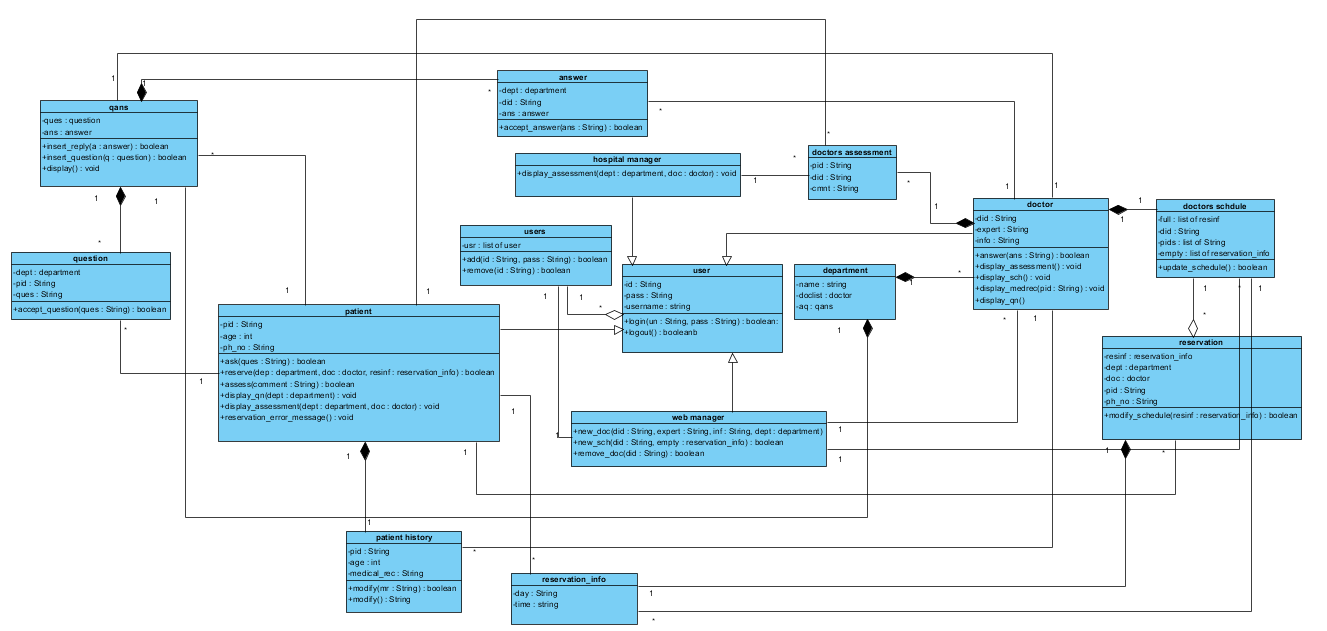 answer
-dept : department
-did : String
-ans : answer
+accept_answer(ans : String) : boolean
qans
-ques : question
-ans : answer
+insert_reply(a : answer) : boolean
+insert_question(q : question) : boolean
+display() : void
hospital manager
+display_assessment(dept : department, doc : doctor) : void
doctors assessment
-pid : String
-did : String
-cmnt : String
doctor
-did : String
-expert : String
-info : String
+answer(ans : String) : boolean
+display_assessment() : void
+display_sch() : void
+display_medrec(pid : String) : void
+display_qn()
doctors schdule
-full : list of resinf
-did : String
-pids : list of String
-empty : list of reservation_info
+update_schedule() : boolean
users
-usr : list of user
+add(id : String, pass : String) : boolean
+remove(id : String) : boolean
question
-dept : department
-pid : String
-ques : String
+accept_question(ques : String) : boolean
user
-id : String
-pass : String
-username : string
+login(un : String, pass : String) : boolean:
+logout() : booleanb
department
-name : string
-doclist : doctor
-aq : qans
patient
-pid : String
-age : int
-ph_no : String
+ask(ques : String) : boolean
+reserve(dep : department, doc : doctor, resinf : reservation_info) : boolean
+assess(comment : String) : boolean
+display_qn(dept : department) : void
+display_assessment(dept : department, doc : doctor) : void
+reservation_error_message() : void
reservation
-resinf : reservation_info
-dept : department
-doc : doctor
-pid : String
-ph_no : String
+modify_schedule(resinf : reservation_info) : boolean
web manager
+new_doc(did : String, expert : String, inf : String, dept : department)
+new_sch(did : String, empty : reservation_info) : boolean
+remove_doc(did : String) : boolean
patient history
-pid : String
-age : int
-medical_rec : String
+modify(mr : String) : boolean
+modify() : String
reservation_info
-day : String
-time : string